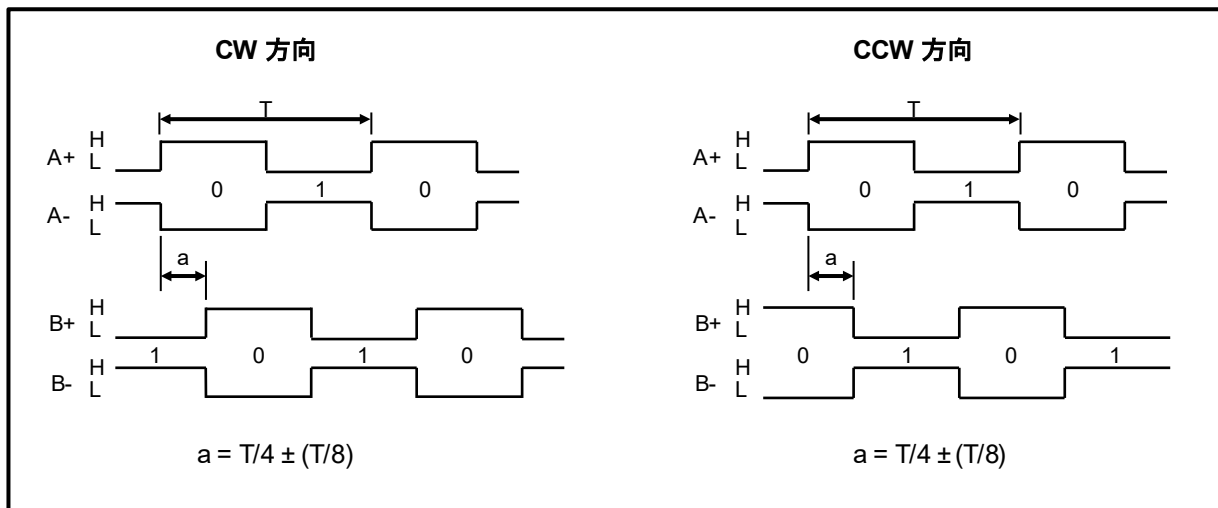 CW 方向
T
A+ H
L
0 1 0
A- H
L
a
B+ H
L
1 0 1 0
B- H
L
a = T/4 ± (T/8)
CCW 方向
T
A+ H
L
0 1 0
A- H
L
a
B+ H
L
0 1 0 1
B- H
L
a = T/4 ± (T/8)